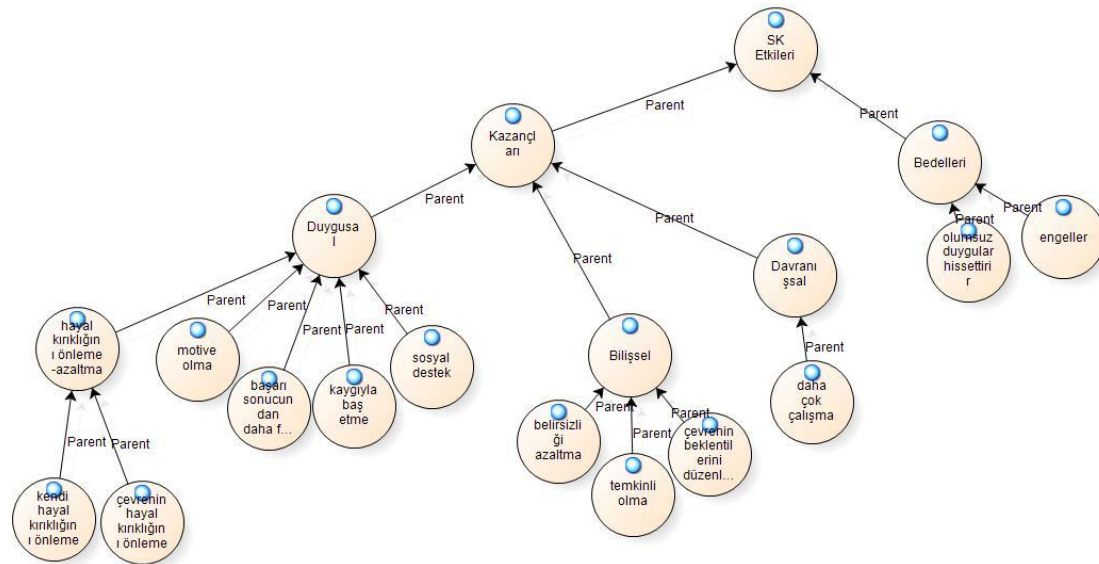 SK
Etkileri
Parent
Parent
Kazançl
arı
Bedelleri
Parent
Parent
Parent
Parent
Duygusa
l
olumsuz
duygular
hissettiri
r
engeller
Parent
Davranı
şsal
Parent
Parent
Parent
Parent
Parent
hayal
kırıklığın
ı önleme
-azaltma
motive
olma
başarı
sonucun
dan
daha f...
kaygıyla
baş
etme
sosyal
destek
Bilişsel
Parent
daha
çok
çalışma
Parent
Parent
Parent
belirsizli
ği
azaltma
temkinli
olma
çevrenin
beklentil
erini
düzenl...
Parent
Parent
kendi
hayal
kırıklığın
ı önleme
çevrenin
hayal
kırıklığın
ı önleme